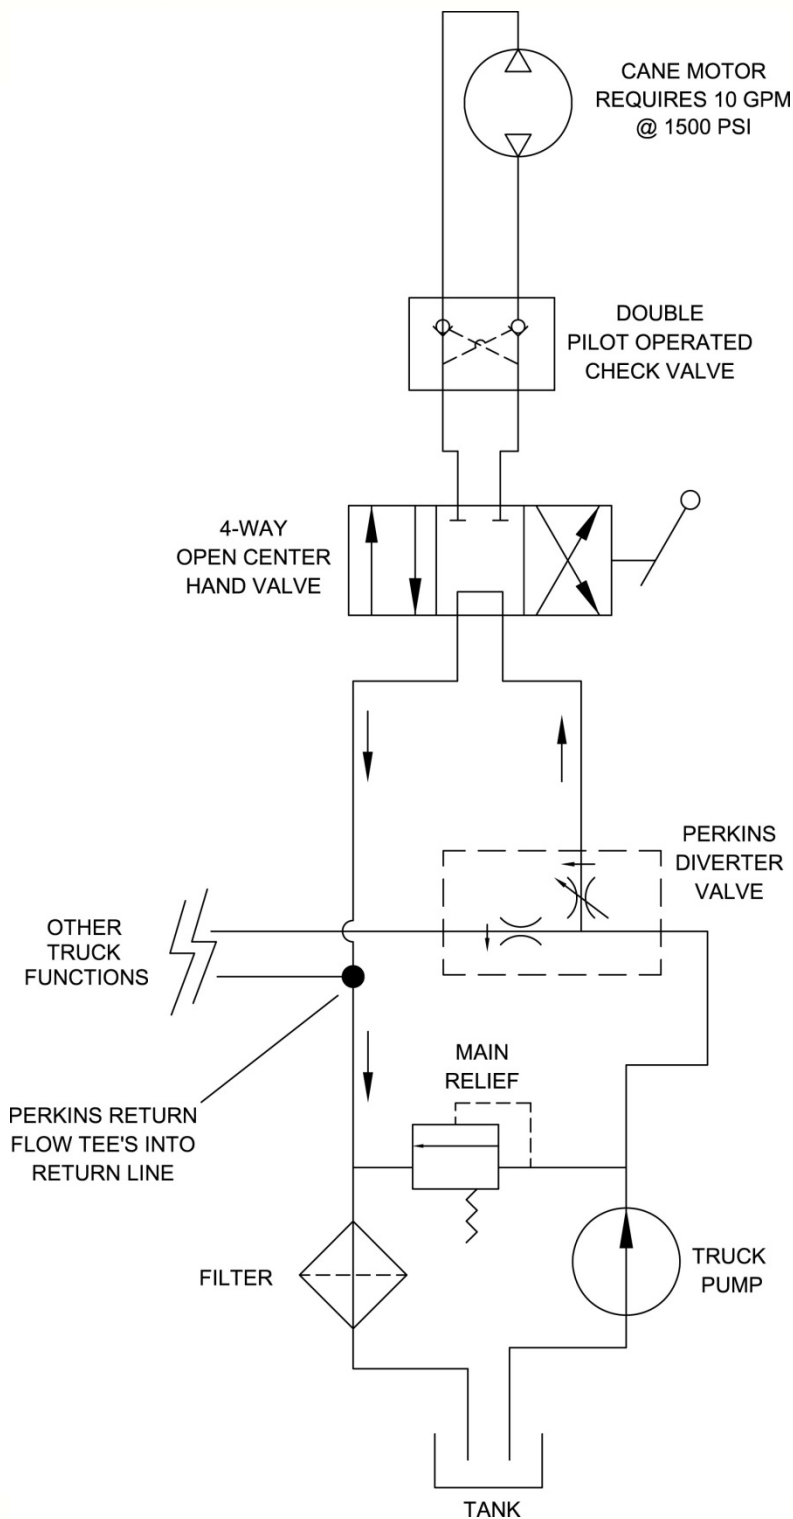 CANE MOTOR
REQUIRES 10 GPM
@ 1500 PSI
DOUBLE
PILOT OPERATED
CHECK VALVE
4-WAY
OPEN CENTER
HAND VALVE
PERKINS
DIVERTER
VALVE
OTHER
TRUCK
FUNCTIONS
MAIN
RELIEF
PERKINS RETURN
FLOW TEE'S INTO
RETURN LINE
FILTER
TRUCK
PUMP
TANK